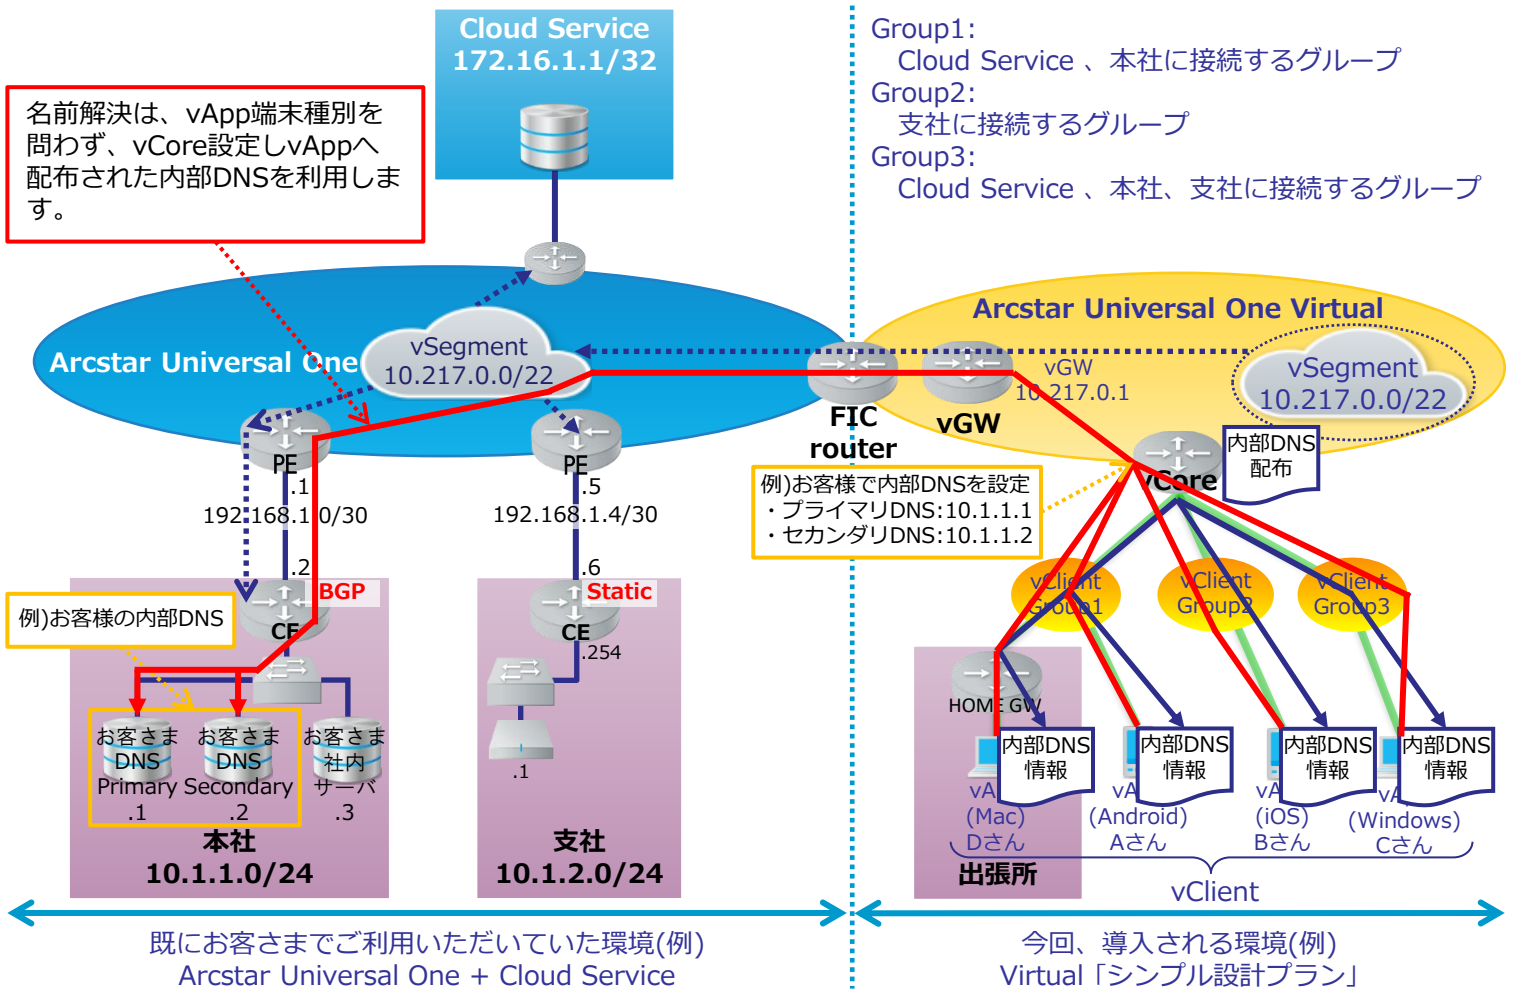 Cloud Service
172.16.1.1/32
Group1:
Cloud Service 、本社に接続するグループ
Group2:
支社に接続するグループ
Group3:
Cloud Service 、本社、支社に接続するグループ
名前解決は、vApp端末種別を
問わず、vCore設定しvAppへ
配布された内部DNSを利用しま
す。
Arcstar Universal One
vSegment
10.217.0.0/22
Arcstar Universal One Virtual
vSegment
10.217.0.0/22
vGW
10.217.0.1
FIC
router
vGW
vCore
内部DNS
配布
例)お客様で内部DNSを設定
・プライマリDNS:10.1.1.1
・セカンダリDNS:10.1.1.2
PE
.1
192.168.1.0/30
.2
BGP
CE
PE
.5
192.168.1.4/30
.6
Static
CE
.254
.1
例)お客様の内部DNS
お客さま
DNS
Primary
.1
お客さま
DNS
Secondary
.2
お客さま
社内
サーバ
.3
本社
10.1.1.0/24
支社
10.1.2.0/24
vClient
Group1
vClient
Group2
vClient
Group3
HOME GW
内部DNS
情報
内部DNS
情報
内部DNS
情報
内部DNS
情報
(Mac)
Dさん
(Android)
Aさん
(iOS)
Bさん
(Windows)
Cさん
出張所
vClient
既にお客さまでご利用いただいていた環境(例)
Arcstar Universal One + Cloud Service
今回、導入される環境(例)
Virtual「シンプル設計プラン」